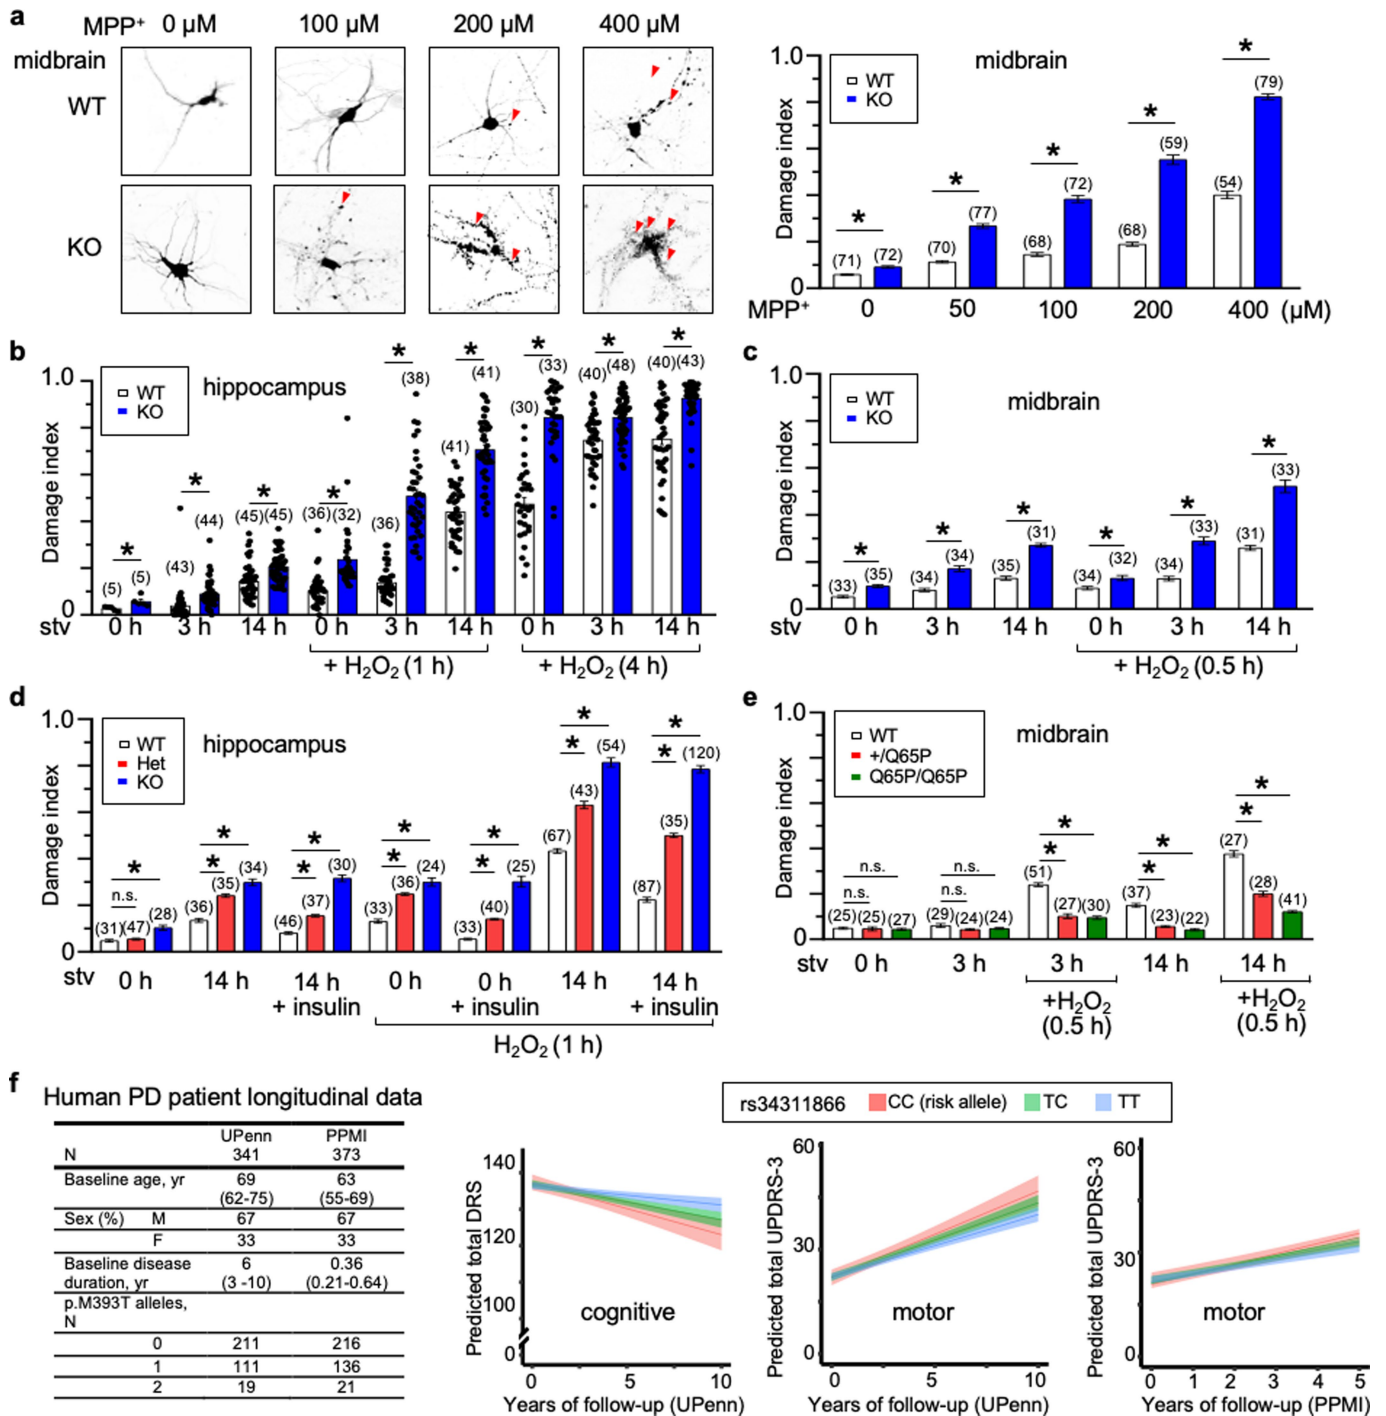 a
MPP+ 0 µM 100 µM 200 µM 400 µM
midbrain
WT
KO
midbrain
WT
KO
Damage index
1.0
0
(71) (72) (70) (77) (68) (72) (68) (59) (54) (79)
* * * * *
MPP+ 0 50 100 200 400 (µM)
b
hippocampus
WT
KO
Damage index
1.0
0
(5) (5) (43) (44) (45) (45) (36) (32) (36) (38) (41) (41) (30) (33) (40) (48) (40) (43)
* * * * * * * * *
stv 0 h 3 h 14 h 0 h 3 h 14 h 0 h 3 h 14 h
+ H2O2 (1 h) + H2O2 (4 h)
c
midbrain
WT
KO
Damage index
1.0
0
(33) (35) (34) (34) (35) (31) (34) (32) (34) (33) (31) (33)
* * * * * *
stv 0 h 3 h 14 h 0 h 3 h 14 h
+ H2O2 (0.5 h)
d
hippocampus
WT
Het
KO
Damage index
1.0
0
(31) (47) (28) (36) (35) (34) (46) (37) (30) (33) (36) (24) (33) (40) (25) (67) (43) (54) (87) (35) (120)
n.s. * * * * * * * * * * * * *
stv 0 h 14 h 14 h 0 h 0 h 14 h 14 h
+ insulin + insulin + insulin
H2O2 (1 h)
e
midbrain
WT
+/Q65P
Q65P/Q65P
Damage index
1.0
0
(25) (25) (27) (29) (24) (24) (51) (27) (30) (37) (23) (22) (27) (28) (41)
n.s. n.s. n.s. n.s. * * * * * *
stv 0 h 3 h 3 h 14 h 14 h
+H2O2 +H2O2
(0.5 h) (0.5 h)
f
Human PD patient longitudinal data
UPenn PPMI
N 341 373
Baseline age, yr 69 63
(62-75) (55-69)
Sex (%) M 67 67
F 33 33
Baseline disease 6 0.36
duration, yr (3 -10) (0.21-0.64)
p.M393T alleles,
N
0 211 216
1 111 136
2 19 21
rs34311866 CC (risk allele) TC TT
Predicted total DRS
140
120
100
0
cognitive
0 5 10
Years of follow-up (UPenn)
Predicted total UPDRS-3
60
30
0
motor
0 5 10
Years of follow-up (UPenn)
Predicted total UPDRS-3
60
30
0
motor
0 1 2 3 4 5
Years of follow-up (PPMI)